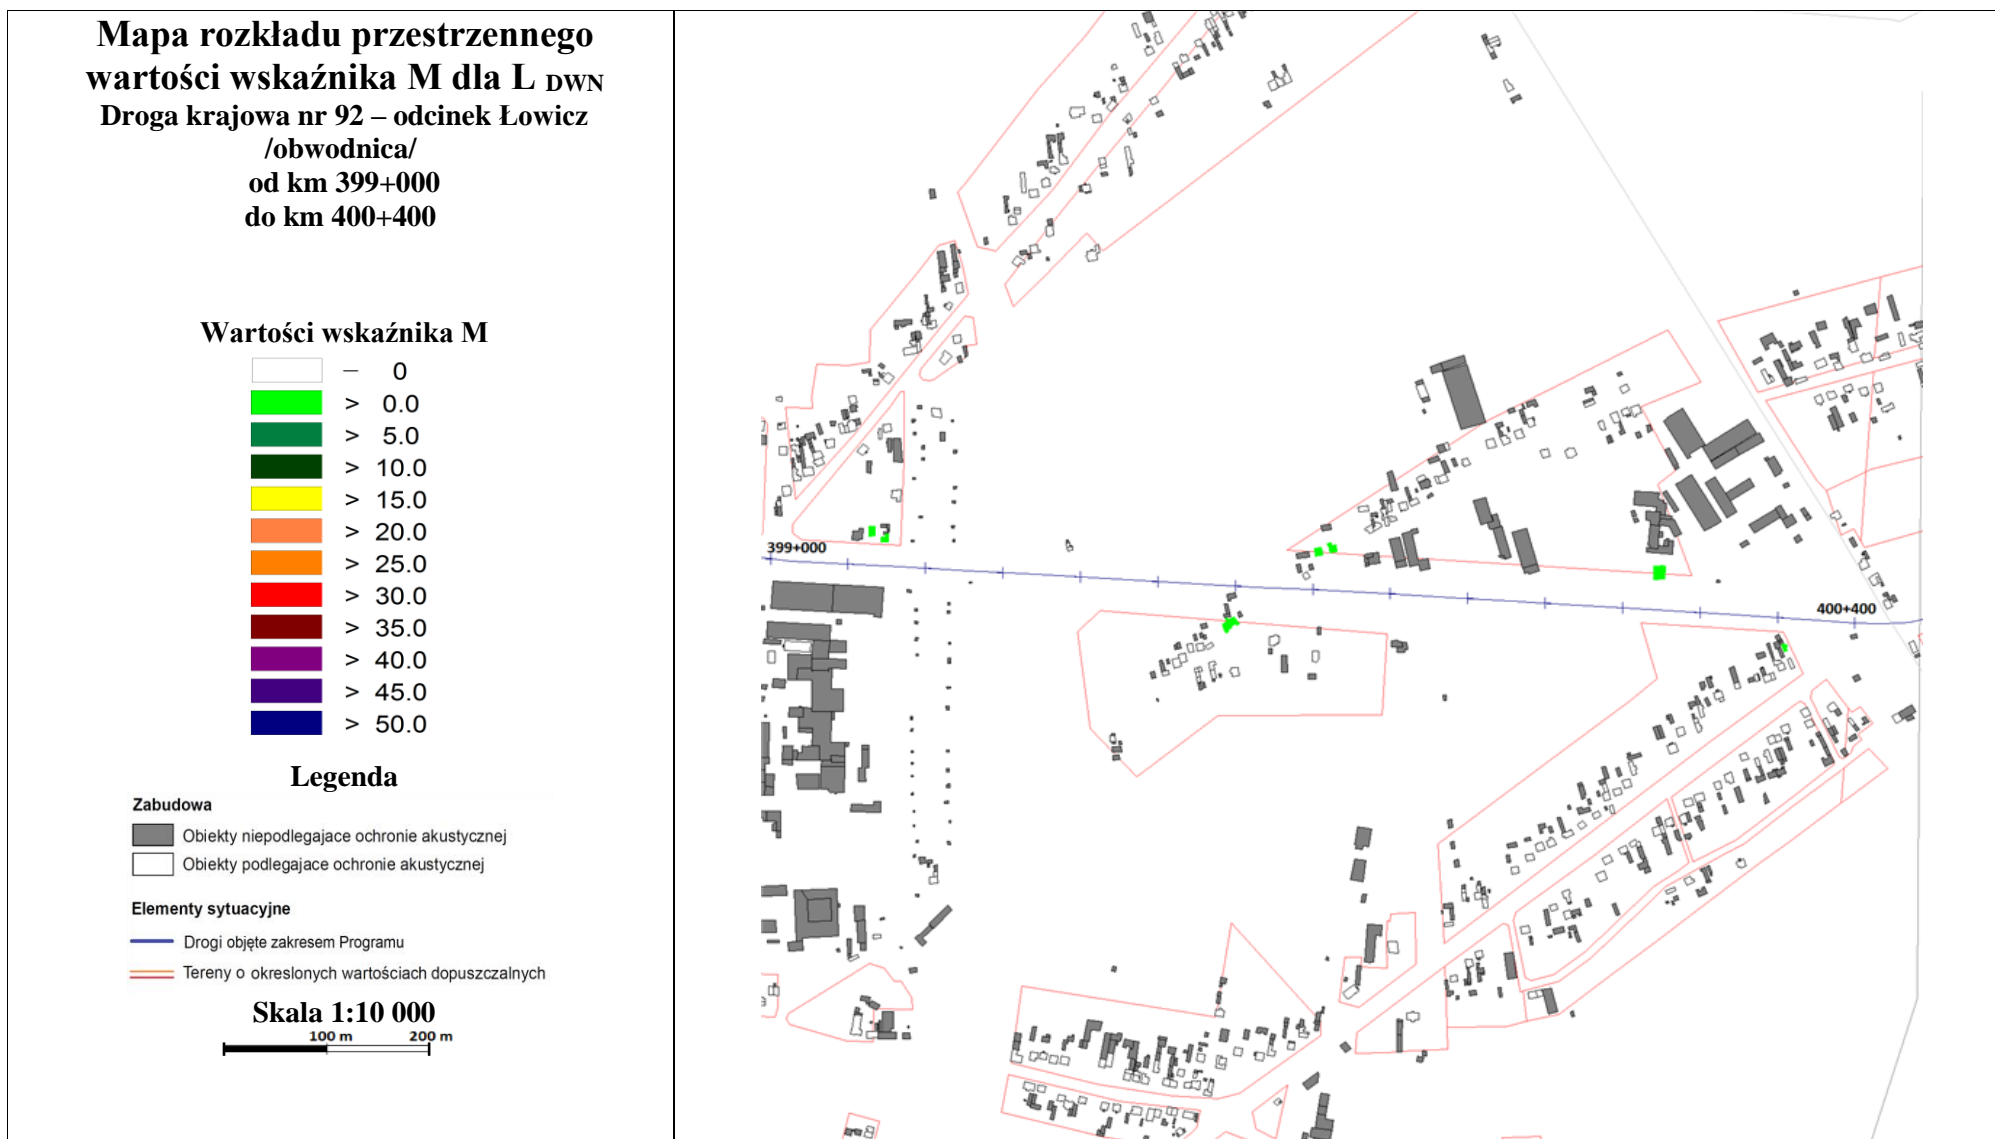 Mapa rozkładu przestrzennego
wartości wskaźnika M dla L DWN
Droga krajowa nr 92 – odcinek Łowicz
/obwodnica/
od km 399+000
do km 400+400
Wartości wskaźnika M
– 0
> 0.0
> 5.0
> 10.0
> 15.0
> 20.0
> 25.0
> 30.0
> 35.0
> 40.0
> 45.0
> 50.0
Legenda
Zabudowa
Obiekty niepodlegajace ochronie akustycznej
Obiekty podlegajace ochronie akustycznej
Elementy sytuacyjne
Drogi objęte zakresem Programu
Tereny o okreslonych wartościach dopuszczalnych
Skala 1:10 000
100 m 200 m
399+000
400+400